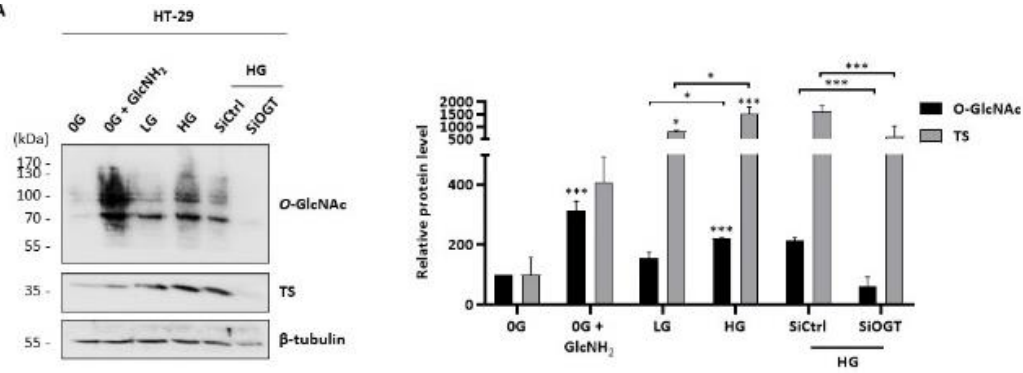 A
HT-29
HG
0G
0G + GlcNH2
LG
HG
SiCtrl
SiOGT
(kDa)
170 -
130 -
100 -
70 -
55 -
O-GlcNAc
35 -
TS
55 -
β-tubulin
Relative protein level
2000
1500
1000
500
400
200
0
***
*
*
***
*
***
***
***
O-GlcNAc
TS
0G
0G +
GlcNH2
LG
HG
SiCtrl
SiOGT
HG